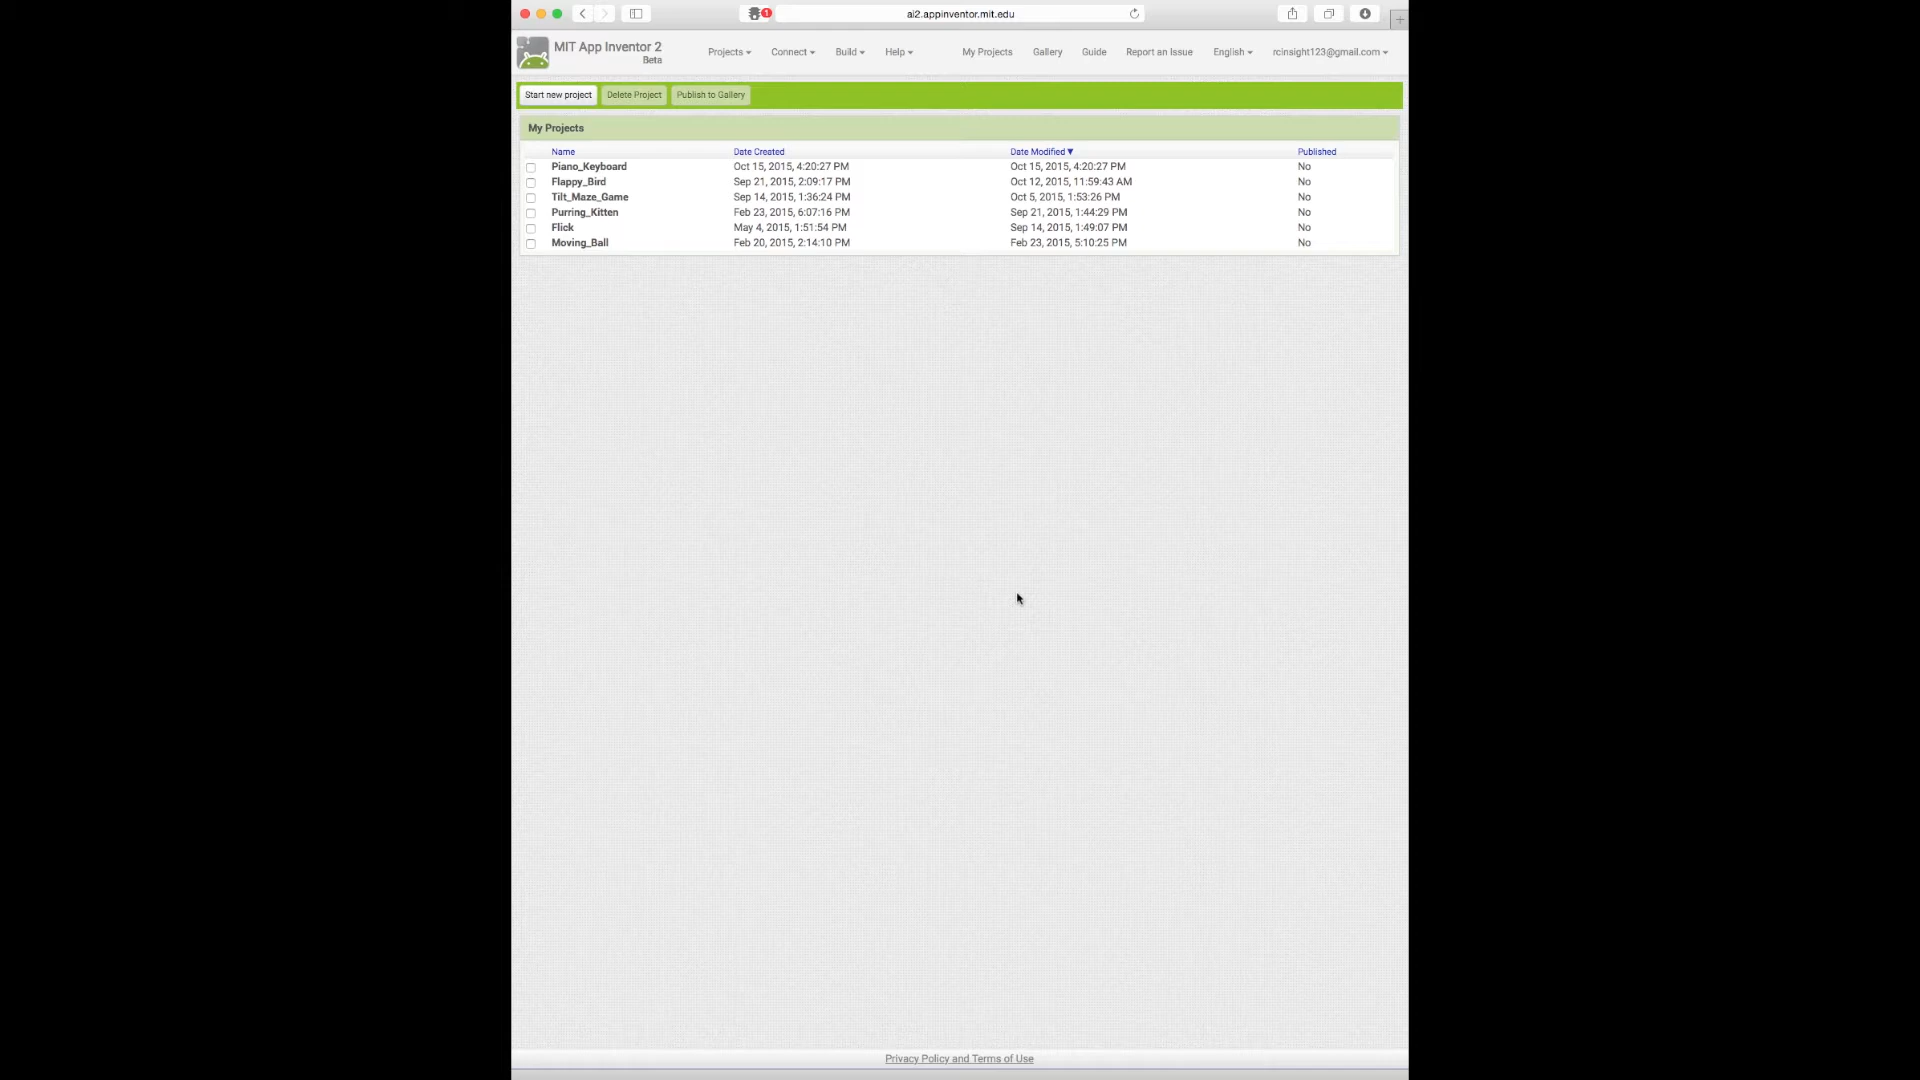 1 ai2.appinventor.mit.edu
MIT App Inventor 2
Beta
Projects Connect Build Help My Projects Gallery Guide Report an Issue English rcinsight123@gmail.com
Start new project Delete Project Publish to Gallery
My Projects
Name Date Created Date Modified ▼ Published
Piano_Keyboard Oct 15, 2015, 4:20:27 PM Oct 15, 2015, 4:20:27 PM No
Flappy_Bird Sep 21, 2015, 2:09:17 PM Oct 12, 2015, 11:59:43 AM No
Tilt_Maze_Game Sep 14, 2015, 1:36:24 PM Oct 5, 2015, 1:53:26 PM No
Purring_Kitten Feb 23, 2015, 6:07:16 PM Sep 21, 2015, 1:44:29 PM No
Flick May 4, 2015, 1:51:54 PM Sep 14, 2015, 1:49:07 PM No
Moving_Ball Feb 20, 2015, 2:14:10 PM Feb 23, 2015, 5:10:25 PM No
Privacy Policy and Terms of Use